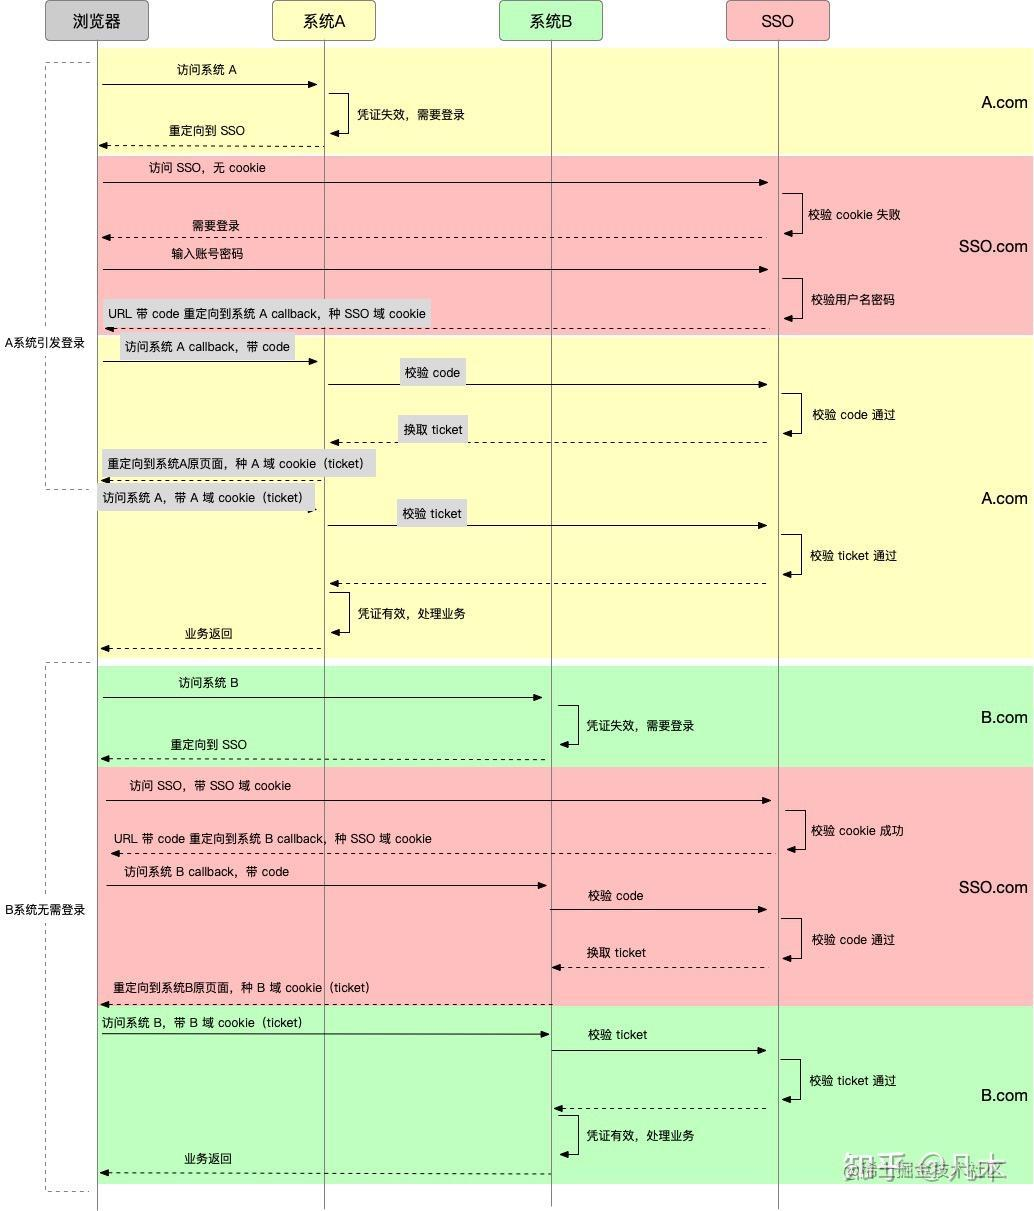 浏览器
系统A
系统B
SSO
访问系统 A
A.com
凭证失效，需要登录
重定向到 SSO
访问 SSO，无 cookie
校验 cookie 失败
需要登录
SSO.com
输入账号密码
校验用户名密码
URL 带 code 重定向到系统 A callback，种 SSO 域 cookie
A系统引发登录
访问系统 A callback，带 code
校验 code
校验 code 通过
换取 ticket
重定向到系统A原页面，种 A 域 cookie（ticket）
访问系统 A，带 A 域 cookie（ticket）
A.com
校验 ticket
校验 ticket 通过
凭证有效，处理业务
业务返回
访问系统 B
B.com
凭证失效，需要登录
重定向到 SSO
访问 SSO，带 SSO 域 cookie
校验 cookie 成功
URL 带 code 重定向到系统 B callback，种 SSO 域 cookie
访问系统 B callback，带 code
SSO.com
校验 code
B系统无需登录
校验 code 通过
换取 ticket
重定向到系统B原页面，种 B 域 cookie（ticket）
访问系统 B，带 B 域 cookie（ticket）
校验 ticket
校验 ticket 通过
B.com
凭证有效，处理业务
业务返回
知乎 @几木
@稀土掘金技术社区